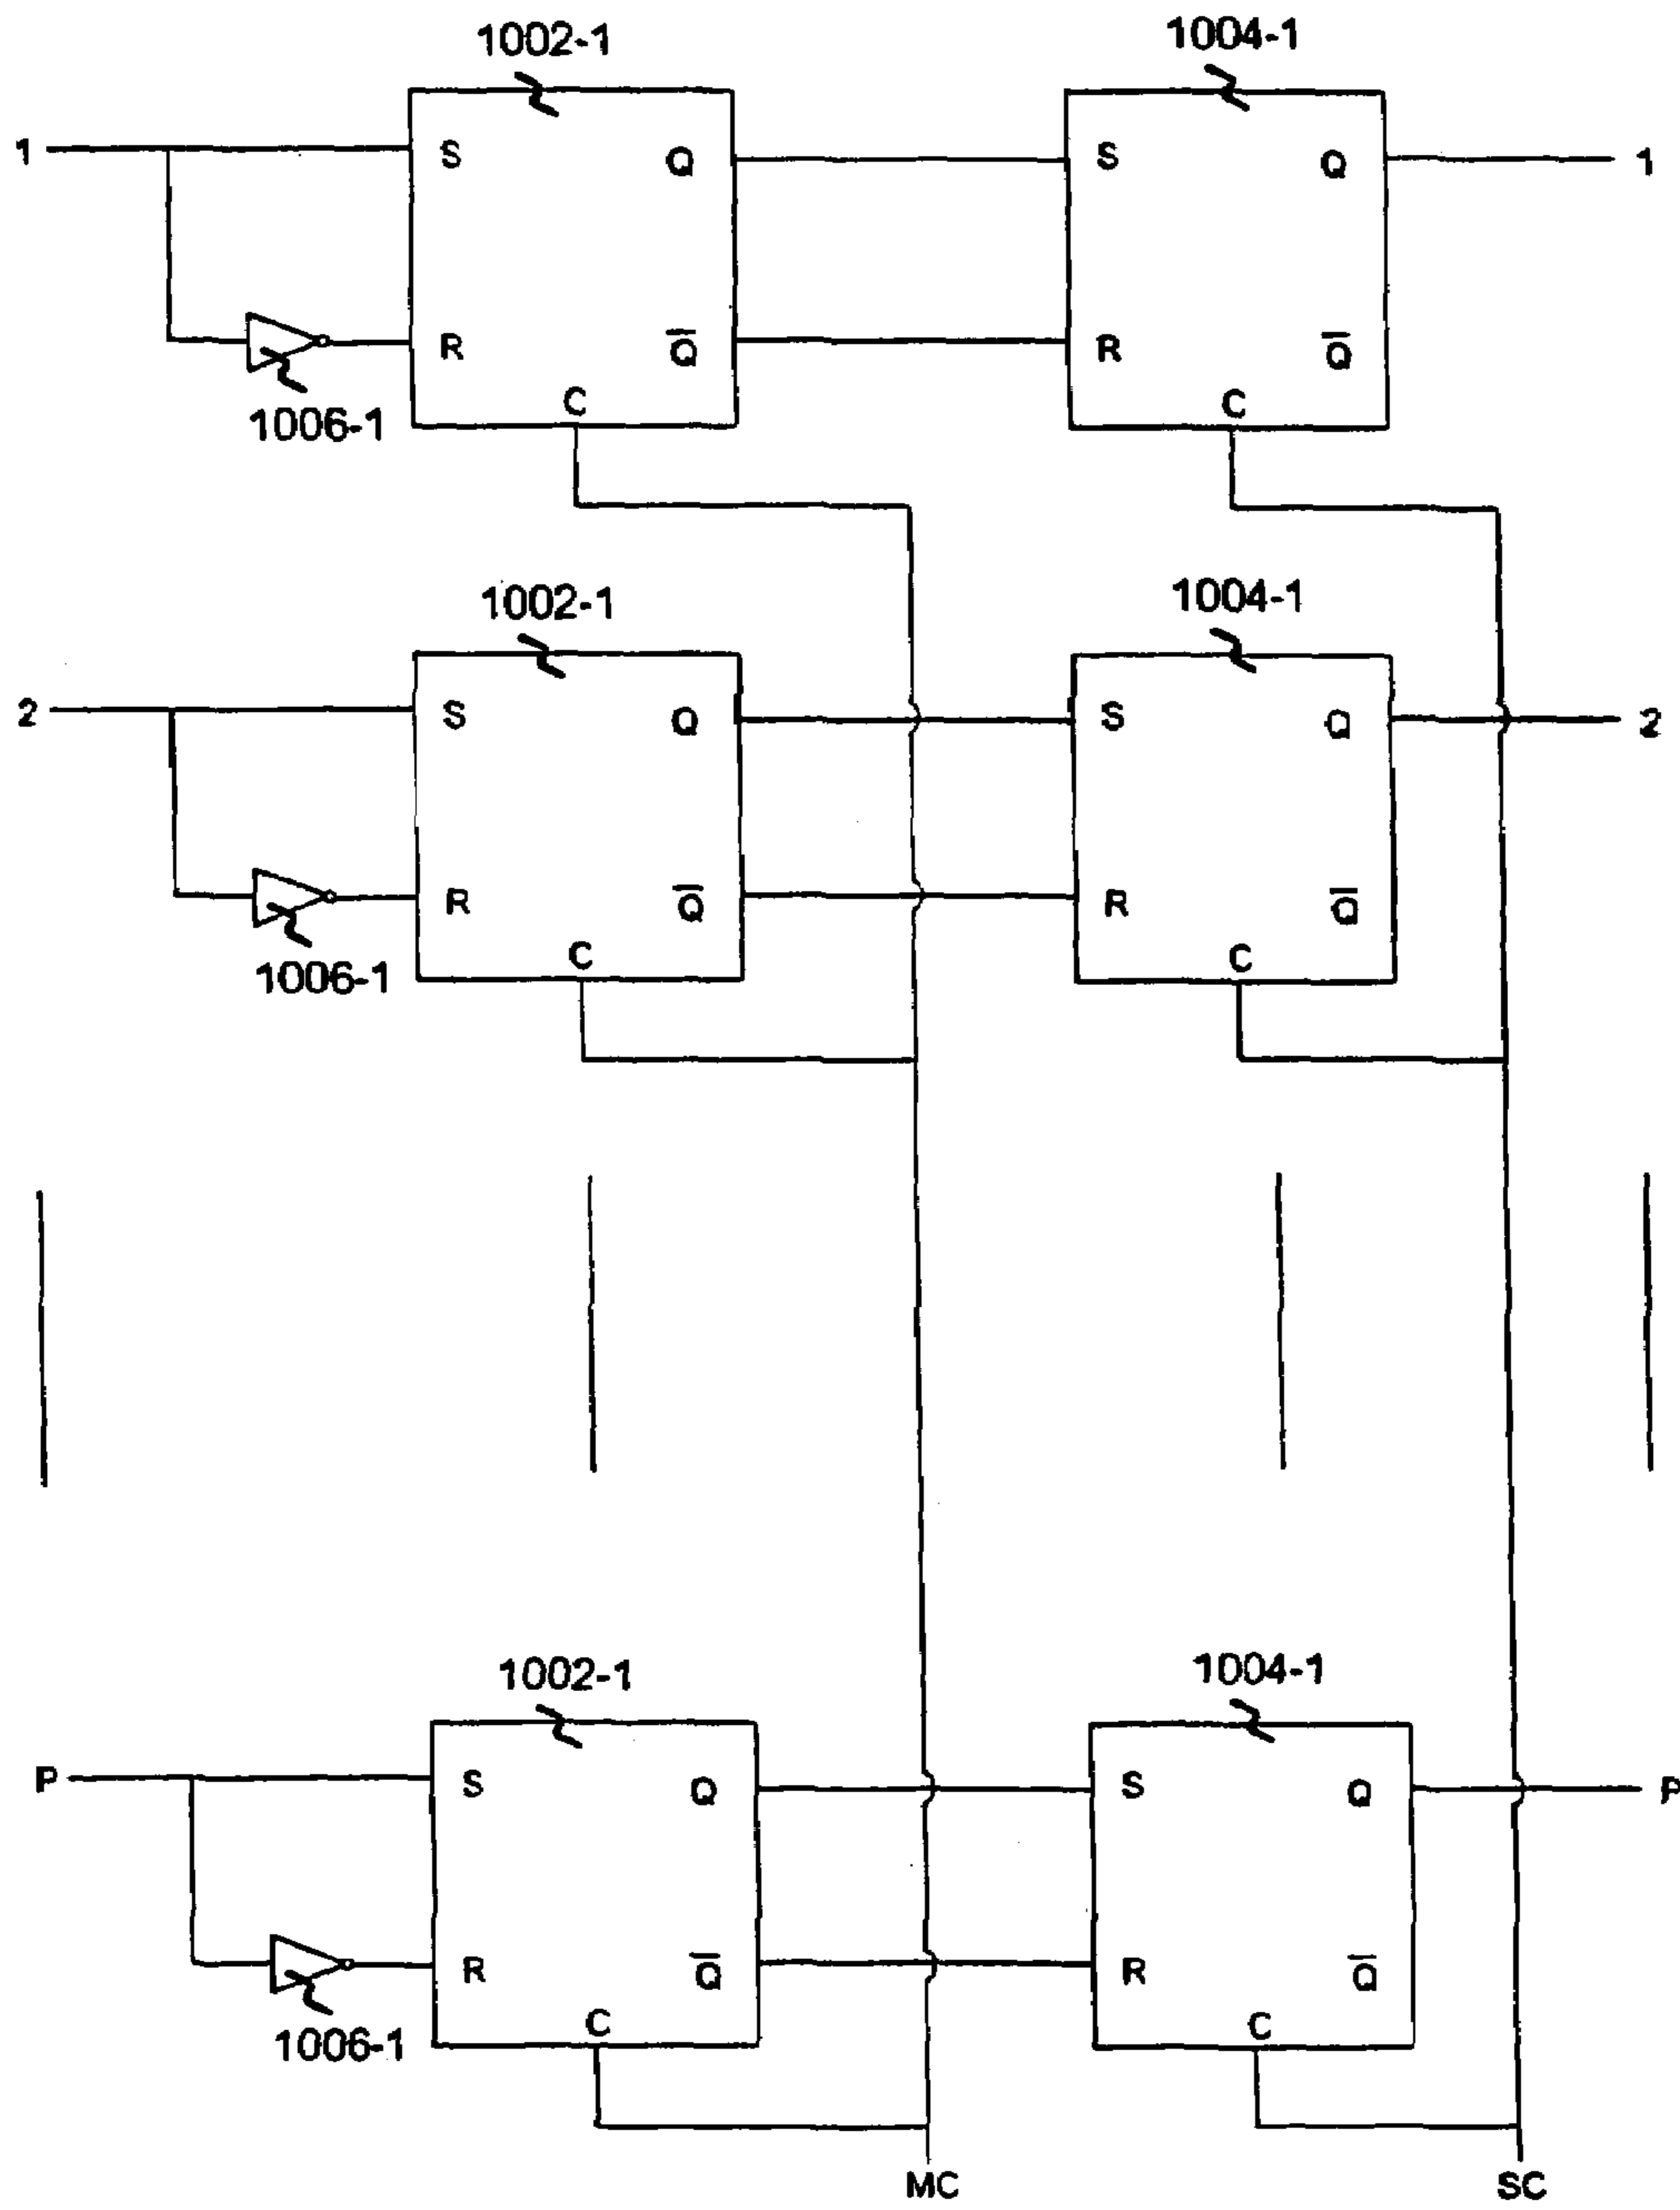 1002-1 1004-1
1 S Q S Q 1
R Q̅ R Q̅
C C
1006-1
1002-1 1004-1
2 S Q S Q 2
R Q̅ R Q̅
C C
1006-1
1002-1 1004-1
P S Q S Q P
R Q̅ R Q̅
C C
1006-1
MC SC